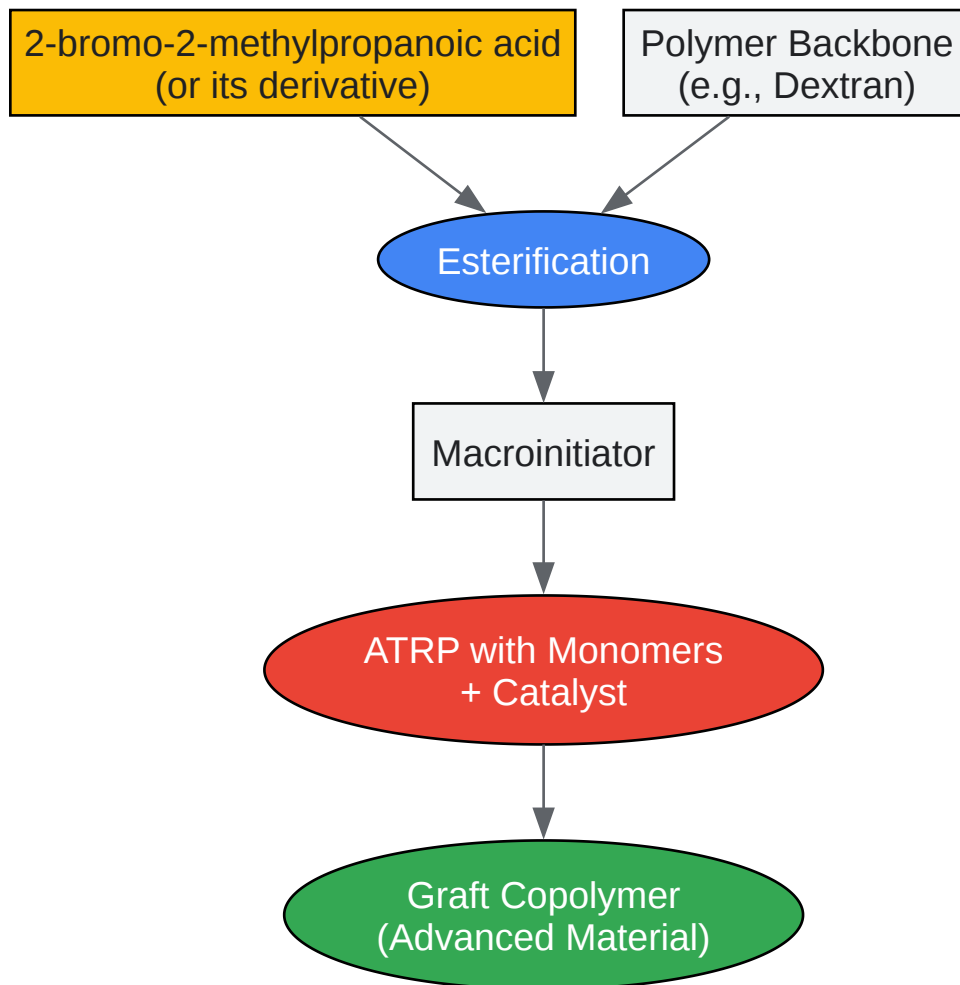 2-bromo-2-methylpropanoic acid
(or its derivative)
Polymer Backbone
(e.g., Dextran)
Esterification
Macroinitiator
ATRP with Monomers
+ Catalyst
Graft Copolymer
(Advanced Material)